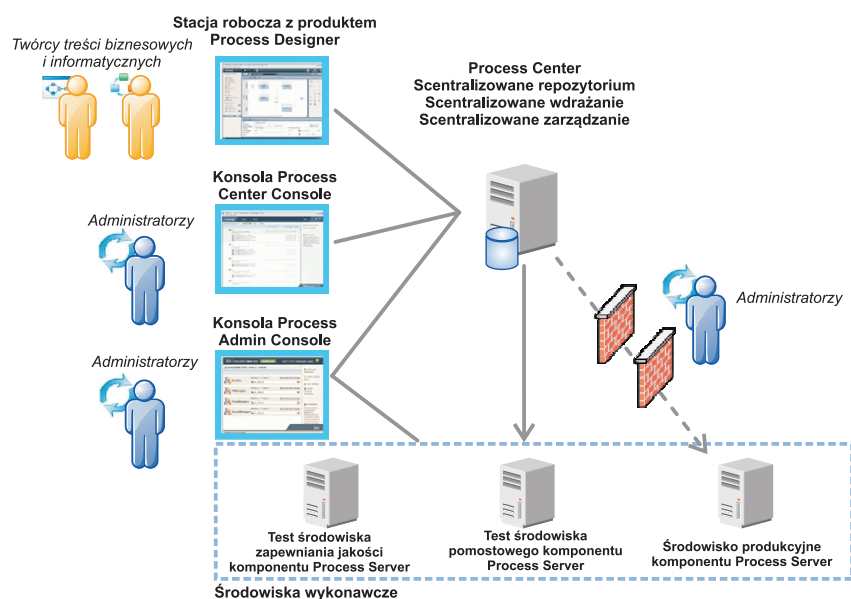 Stacja robocza z produktem
Process Designer
Twórcy treści biznesowych
i informatycznych
Process Center
Scentralizowane repozytorium
Scentralizowane wdrażanie
Scentralizowane zarządzanie
Konsola Process
Center Console
Administratorzy
Administratorzy
Konsola Process
Admin Console
Administratorzy
Test środowiska
zapewniania jakości
komponentu Process Server
Test środowiska
pomostowego komponentu
Process Server
Środowisko produkcyjne
komponentu Process Server
Środowiska wykonawcze